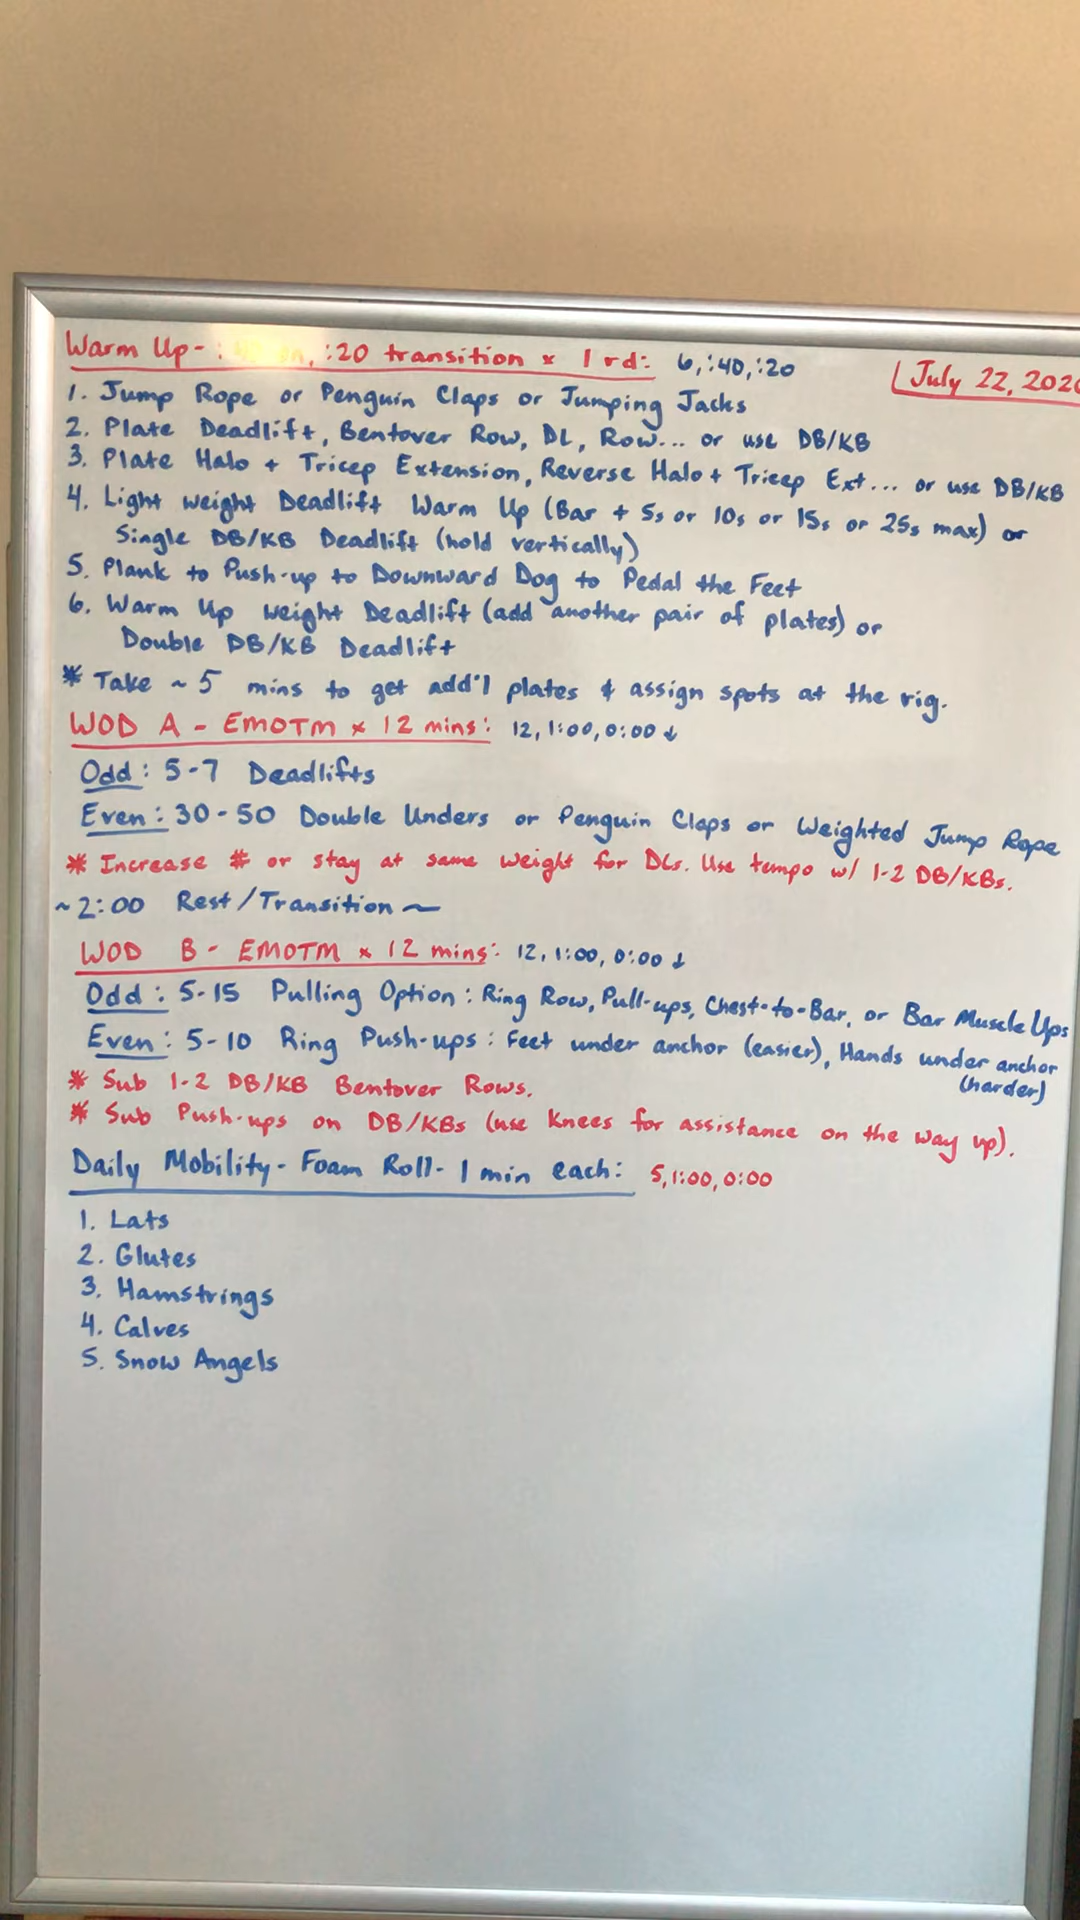 Warm Up- : on, :20 transition x 1 rd: 6, :40, :20
July 22, 2020
1. Jump Rope or Penguin Claps or Jumping Jacks
2. Plate Deadlift, Bentover Row, DL, Row... or use DB/KB
3. Plate Halo + Tricep Extension, Reverse Halo + Tricep Ext... or use DB/KB
4. Light weight Deadlift Warm Up (Bar + 5s or 10s or 15s or 25s max) or
Single DB/KB Deadlift (hold vertically)
5. Plank to Push-up to Downward Dog to Pedal the Feet
6. Warm Up weight Deadlift (add another pair of plates) or
Double DB/KB Deadlift
* Take ~ 5 mins to get add'l plates & assign spots at the rig.
WOD A - EMOTM x 12 mins: 12, 1:00, 0:00 ↓
Odd: 5-7 Deadlifts
Even: 30-50 Double Unders or Penguin Claps or Weighted Jump Rope
* Increase # or stay at same weight for DLs. Use tempo w/ 1-2 DB/KBs.
~2:00 Rest/Transition ~
WOD B- EMOTM x 12 mins: 12, 1:00, 0:00 ↓
Odd: 5-15 Pulling Option: Ring Row, Pull-ups, Chest-to-Bar, or Bar Muscle Ups
Even: 5-10 Ring Push-ups: Feet under anchor (easier), Hands under anchor
(harder)
* Sub 1-2 DB/KB Bentover Rows.
* Sub Push-ups on DB/KBs (use knees for assistance on the way up).
Daily Mobility- Foam Roll- 1 min each: 5, 1:00, 0:00
1. Lats
2. Glutes
3. Hamstrings
4. Calves
5. Snow Angels